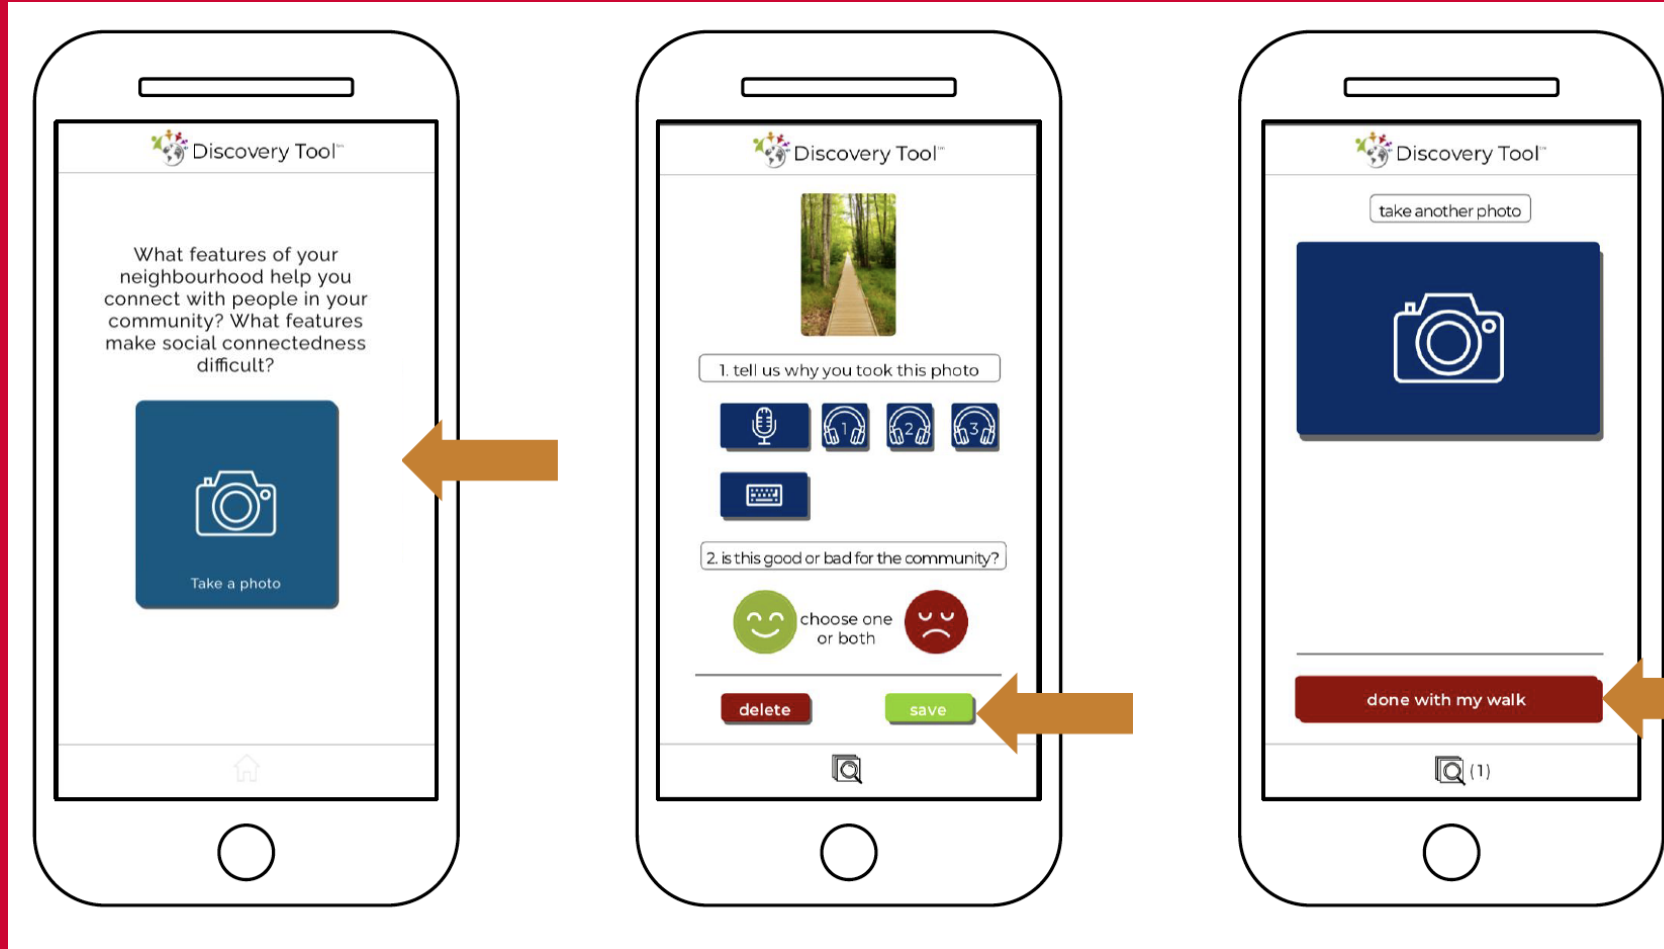 Discovery Tool™
What features of your
neighbourhood help you
connect with people in your
community? What features
make social connectedness
difficult?
Take a photo
Discovery Tool™
1. tell us why you took this photo
1
2
3
2. is this good or bad for the community?
choose one
or both
delete
save
Discovery Tool™
take another photo
done with my walk
(1)